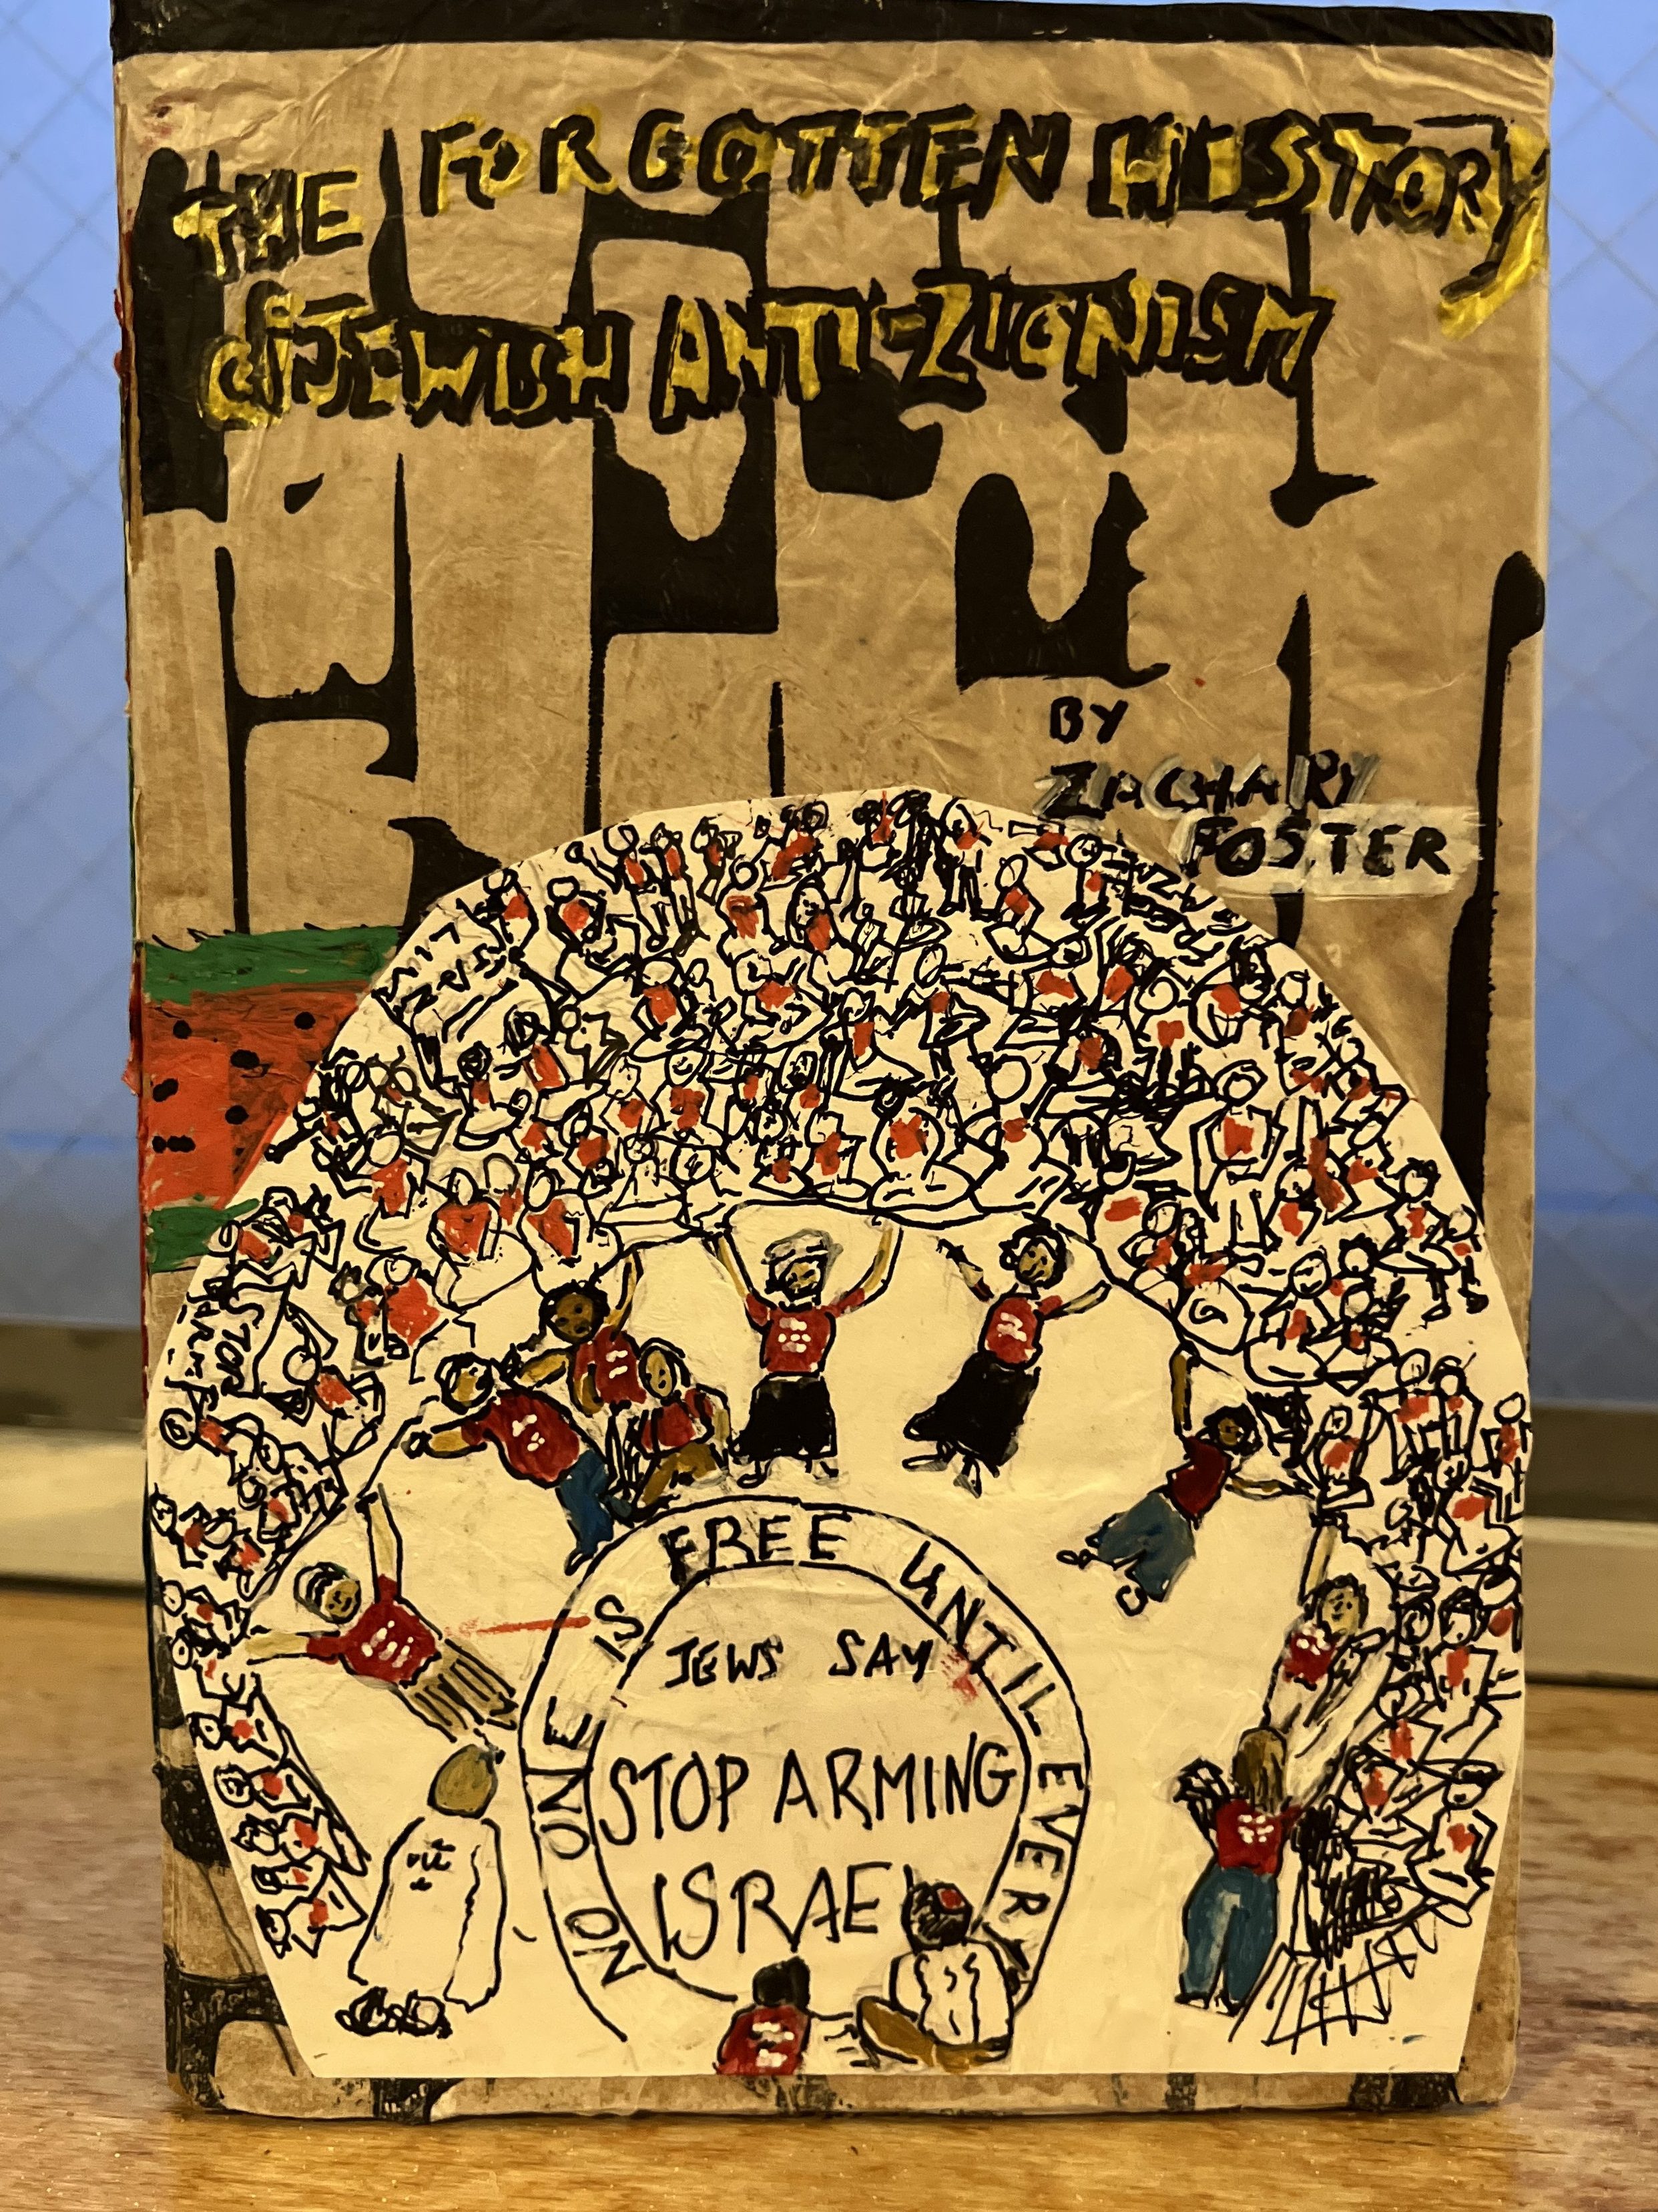 THE FORGOTTEN HISTORY
OF JEWISH ANTI-ZIONISM
BY
ZACHARY
FOSTER
STOP
NO ONE IS FREE UNTIL EVERY
JEWS SAY
STOP ARMING
ISRAEL